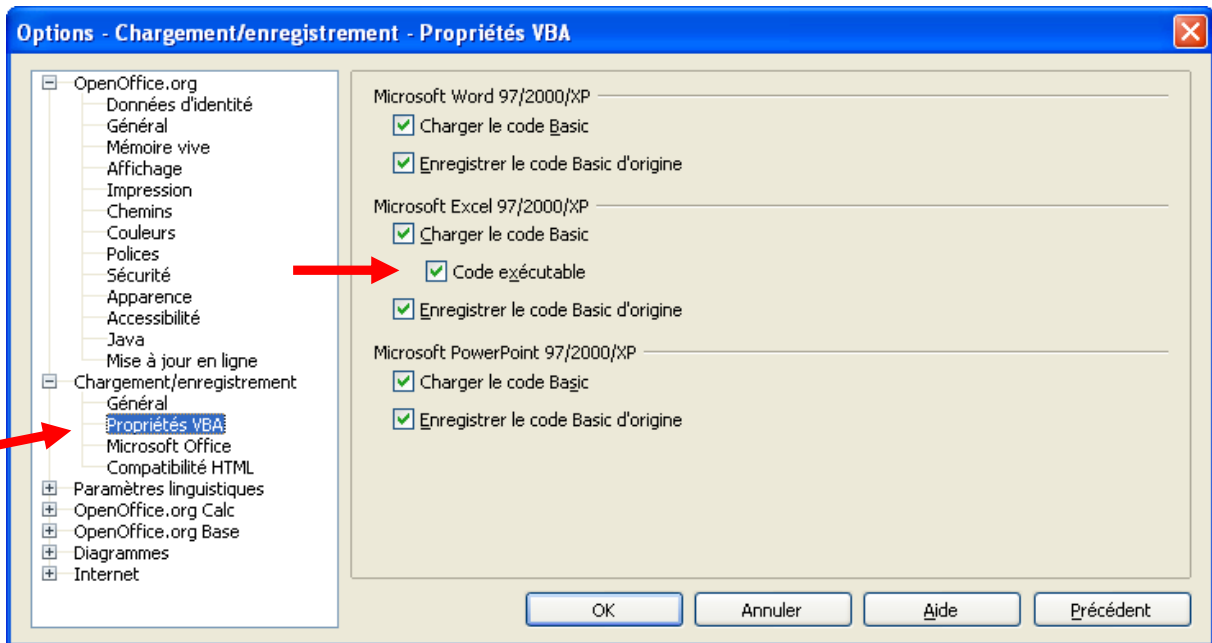 Options - Chargement/enregistrement - Propriétés VBA
OpenOffice.org
Données d'identité
Général
Mémoire vive
Affichage
Impression
Chemins
Couleurs
Polices
Sécurité
Apparence
Accessibilité
Java
Mise à jour en ligne
Chargement/enregistrement
Général
Propriétés VBA
Microsoft Office
Compatibilité HTML
Paramètres linguistiques
OpenOffice.org Calc
OpenOffice.org Base
Diagrammes
Internet
Microsoft Word 97/2000/XP
Charger le code Basic
Enregistrer le code Basic d'origine
Microsoft Excel 97/2000/XP
Charger le code Basic
Code exécutable
Enregistrer le code Basic d'origine
Microsoft PowerPoint 97/2000/XP
Charger le code Basic
Enregistrer le code Basic d'origine
OK
Annuler
Aide
Précédent